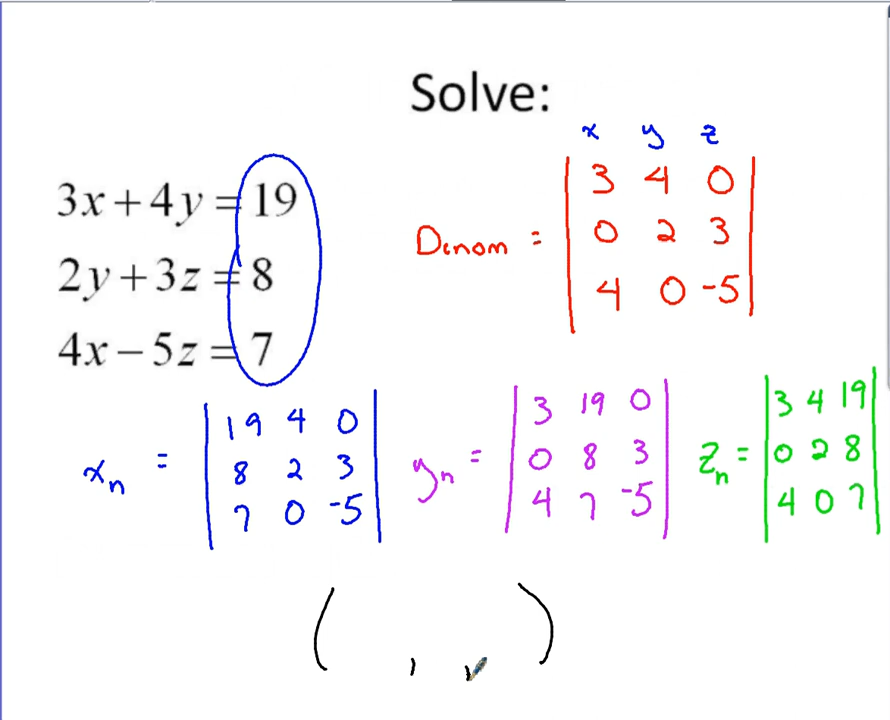 Solve:
3x+4y=19
2y+3z=8
4x−5z=7
x y z
Denom = | 3 4 0 |
| 0 2 3 |
| 4 0 -5 |
xn = | 19 4 0 |
| 8 2 3 |
| 7 0 -5 |
yn = | 3 19 0 |
| 0 8 3 |
| 4 7 -5 |
zn = | 3 4 19 |
| 0 2 8 |
| 4 0 7 |
( , , )